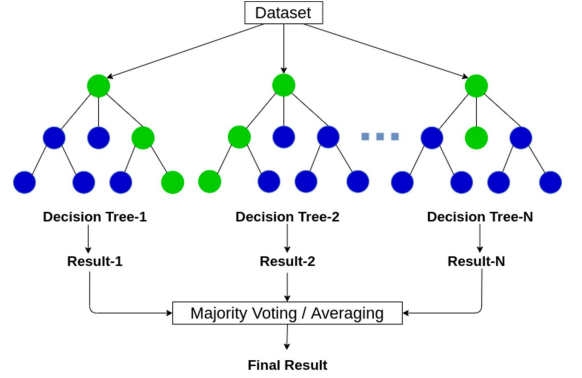 Dataset
Decision Tree-1
Decision Tree-2
Decision Tree-N
Result-1
Result-2
Result-N
Majority Voting / Averaging
Final Result